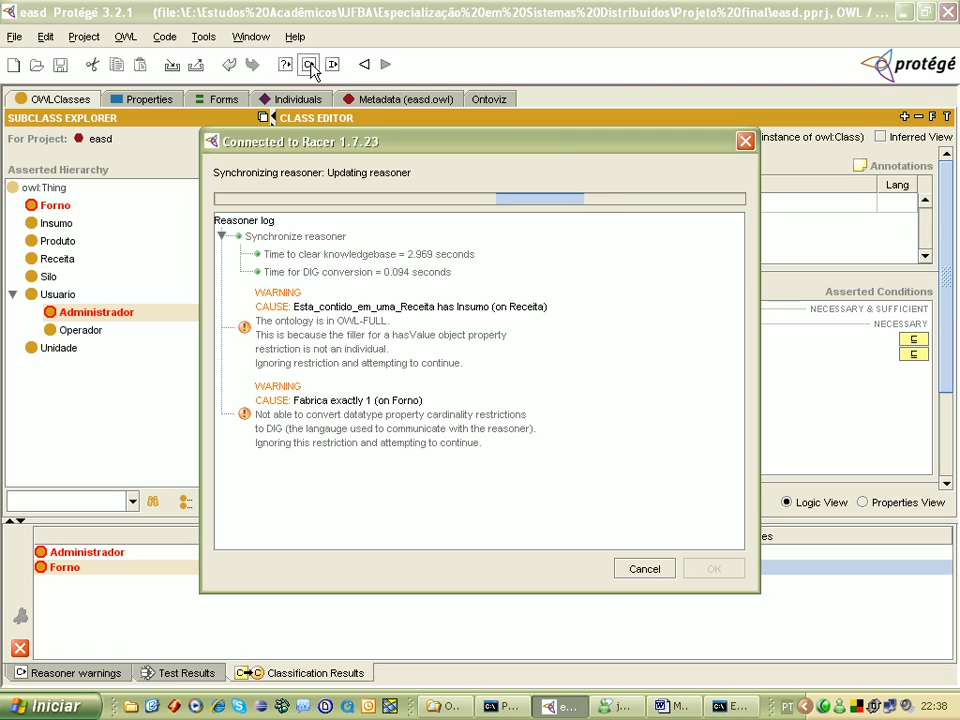 easd Protégé 3.2.1 (file:/E:/Estudos%20Acadêmicos/UFBA/Especialização%20em%20Sistemas%20Distribuidos/Projeto%20final/easd.pprj, OWL / ...
File Edit Project OWL Code Tools Window Help
protégé
OWLClasses Properties Forms Individuals Metadata (easd.owl) Ontoviz
SUBCLASS EXPLORER
CLASS EDITOR
+ − F T
For Project: easd
instance of owl:Class) Inferred View
Connected to Racer 1.7.23
Annotations
Asserted Hierarchy
Synchronizing reasoner: Updating reasoner
Lang
owl:Thing
Forno
Insumo
Produto
Receita
Silo
Usuario
Administrador
Operador
Unidade
Reasoner log
Synchronize reasoner
Time to clear knowledgebase = 2.969 seconds
Time for DIG conversion = 0.094 seconds
WARNING
CAUSE: Esta_contido_em_uma_Receita has Insumo (on Receita)
The ontology is in OWL-FULL.
This is because the filler for a hasValue object property
restriction is not an individual.
Ignoring restriction and attempting to continue.
WARNING
CAUSE: Fabrica exactly 1 (on Forno)
Not able to convert datatype property cardinality restrictions
to DIG (the langauge used to communicate with the reasoner).
Ignoring this restriction and attempting to continue.
Asserted Conditions
NECESSARY & SUFFICIENT
NECESSARY
⊑
⊑
Logic View Properties View
es
Administrador
Forno
Cancel OK
Reasoner warnings Test Results Classification Results
Iniciar O... P... e... j... M... E... PT 22:38